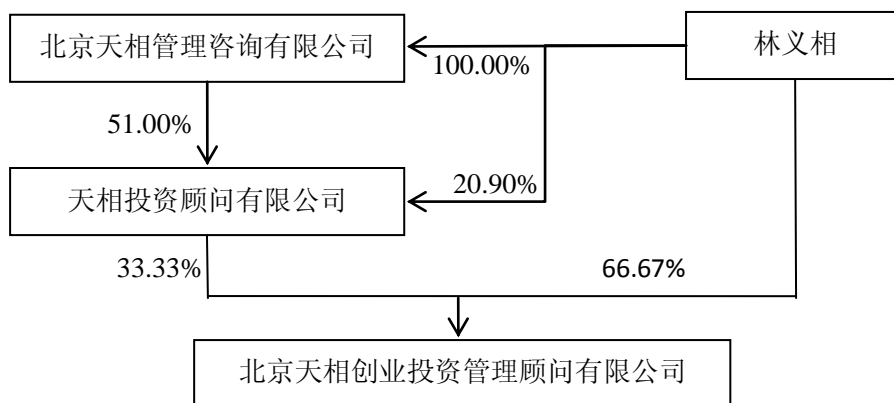 北京天相管理咨询有限公司
林义相
100.00%
51.00%
天相投资顾问有限公司
20.90%
33.33%
66.67%
北京天相创业投资管理顾问有限公司